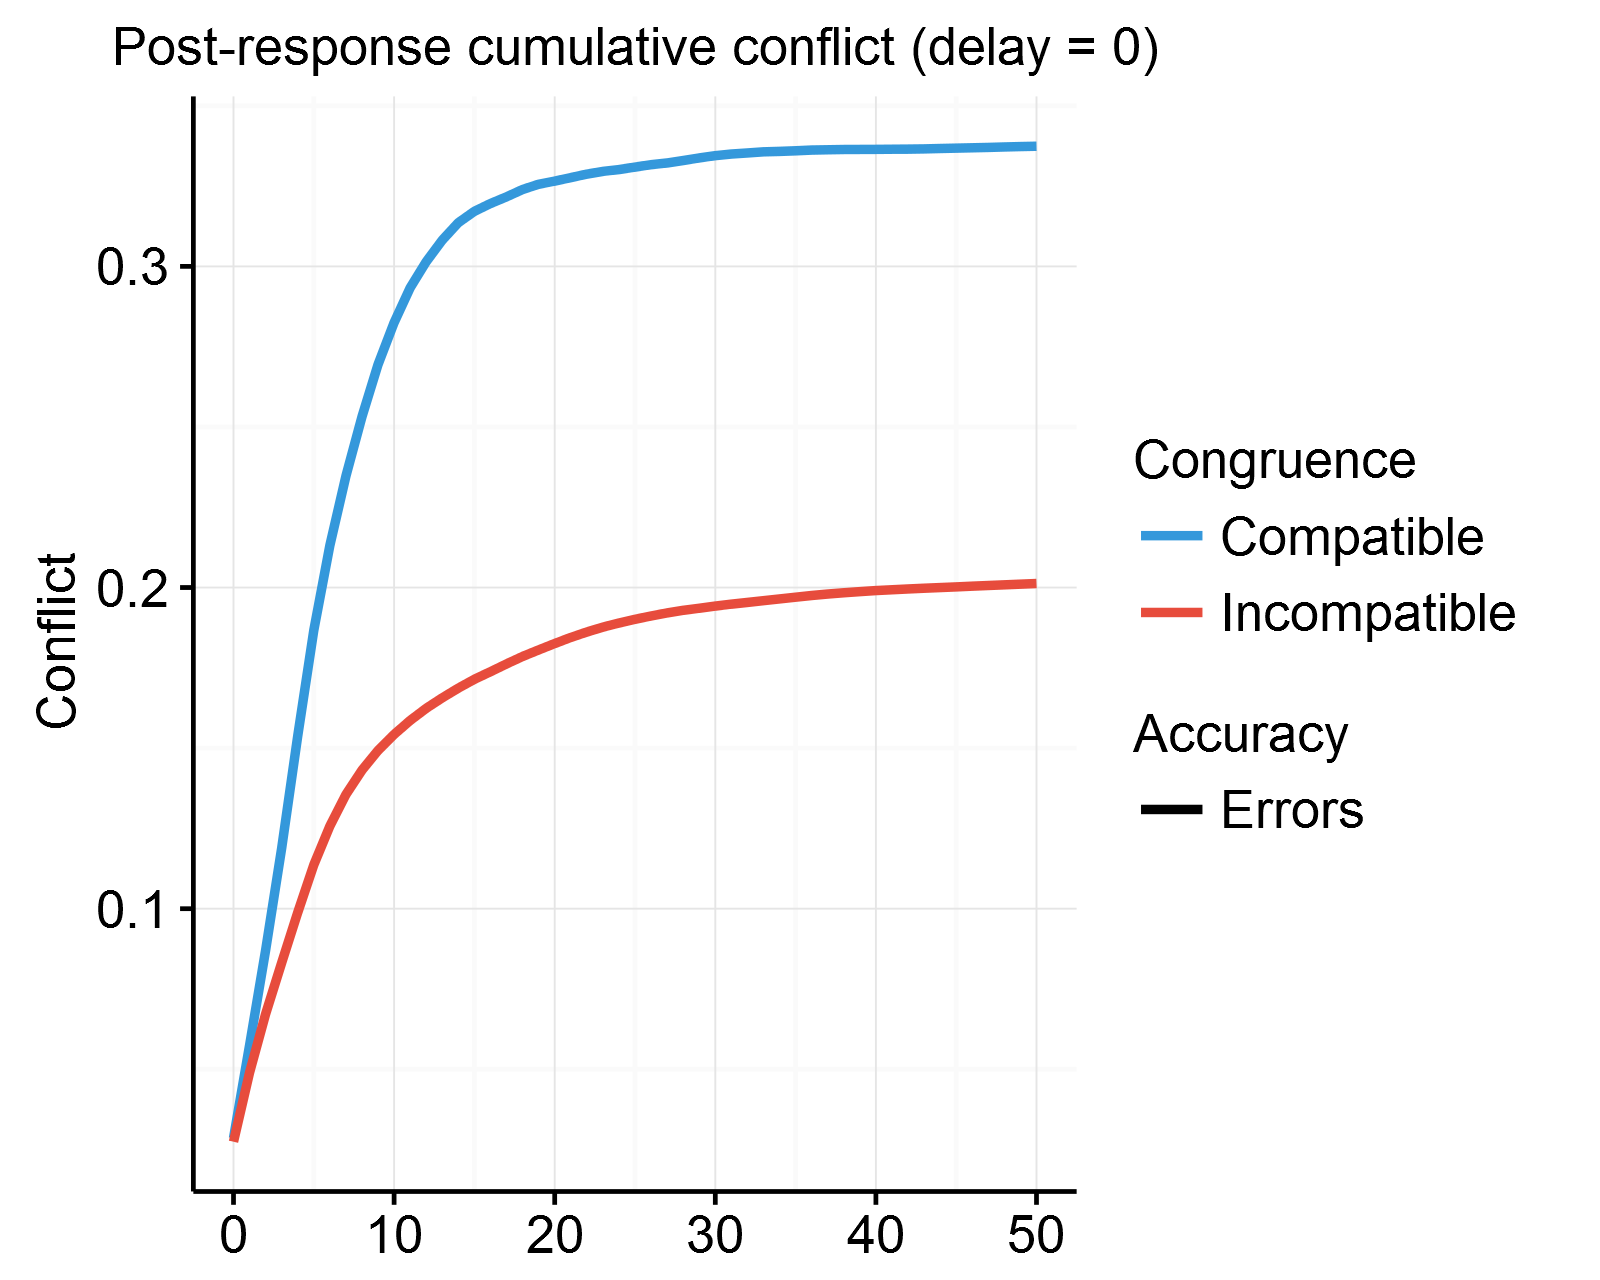 Post-response cumulative conflict (delay = 0)
Conflict
0.3
0.2
0.1
0 10 20 30 40 50
Congruence
Compatible
Incompatible
Accuracy
Errors